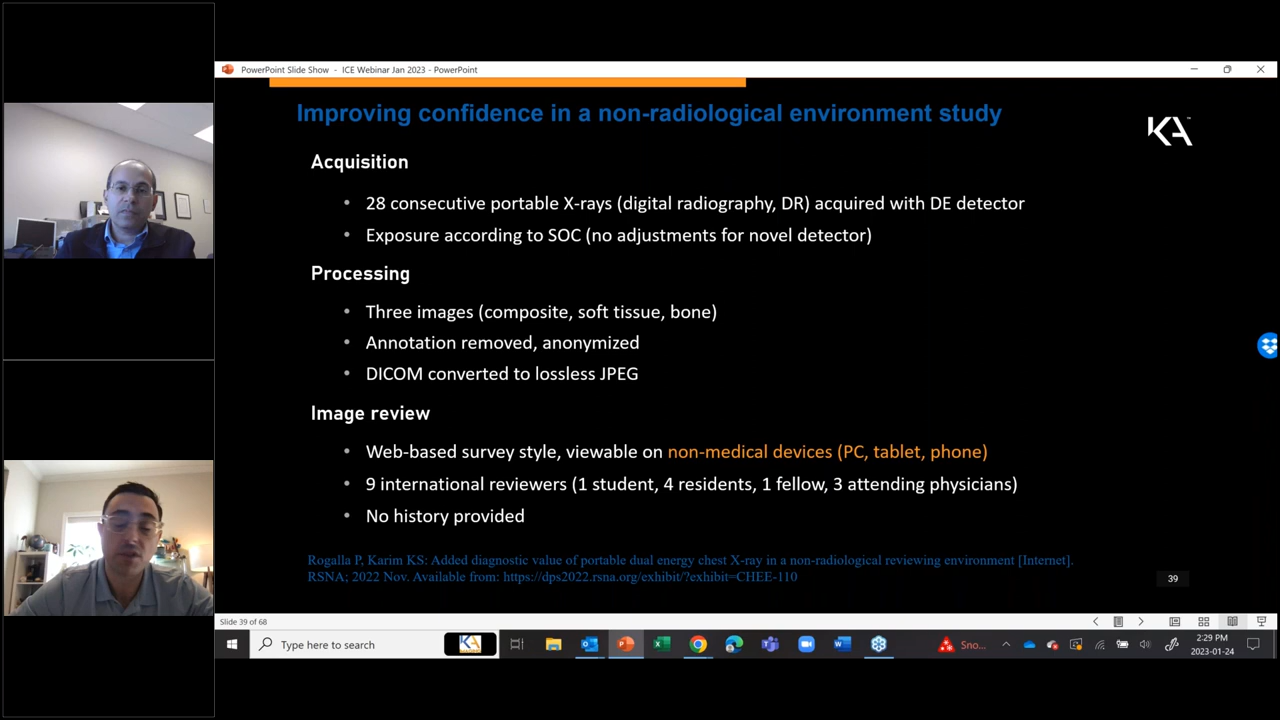 PowerPoint Slide Show - ICE Webinar Jan 2023 - PowerPoint
Improving confidence in a non-radiological environment study
KA
Acquisition
• 28 consecutive portable X-rays (digital radiography, DR) acquired with DE detector
• Exposure according to SOC (no adjustments for novel detector)
Processing
• Three images (composite, soft tissue, bone)
• Annotation removed, anonymized
• DICOM converted to lossless JPEG
Image review
• Web-based survey style, viewable on non-medical devices (PC, tablet, phone)
• 9 international reviewers (1 student, 4 residents, 1 fellow, 3 attending physicians)
• No history provided
Rogalla P, Karim KS: Added diagnostic value of portable dual energy chest X-ray in a non-radiological reviewing environment [Internet].
RSNA; 2022 Nov. Available from: https://dps2022.rsna.org/exhibit/?exhibit=CHEE-110
39
Slide 39 of 68
Type here to search
KA
Sno...
2:29 PM
2023-01-24